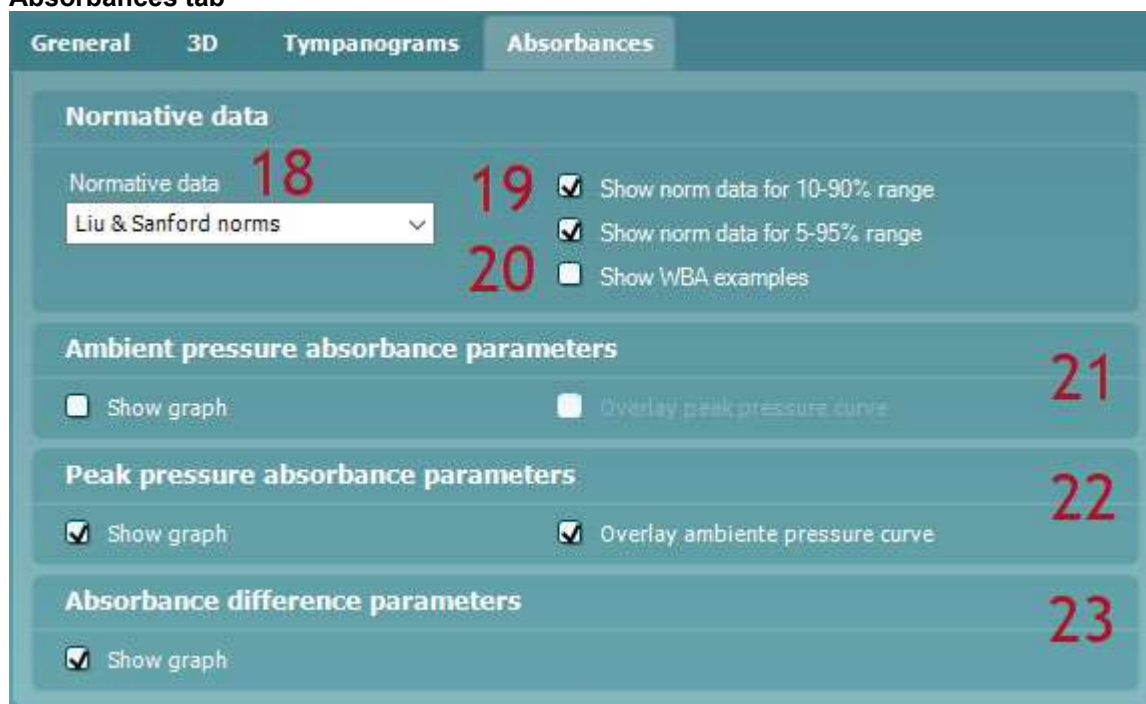 Absorbances tab
Greneral 3D Tympanograms Absorbances
Normative data
Normative data 18
19 Show norm data for 10-90% range
Liu & Sanford norms
Show norm data for 5-95% range
20 Show WBA examples
Ambient pressure absorbance parameters
21
Show graph Overlay peak pressure curve
Peak pressure absorbance parameters
22
Show graph Overlay ambiente pressure curve
Absorbance difference parameters
23
Show graph